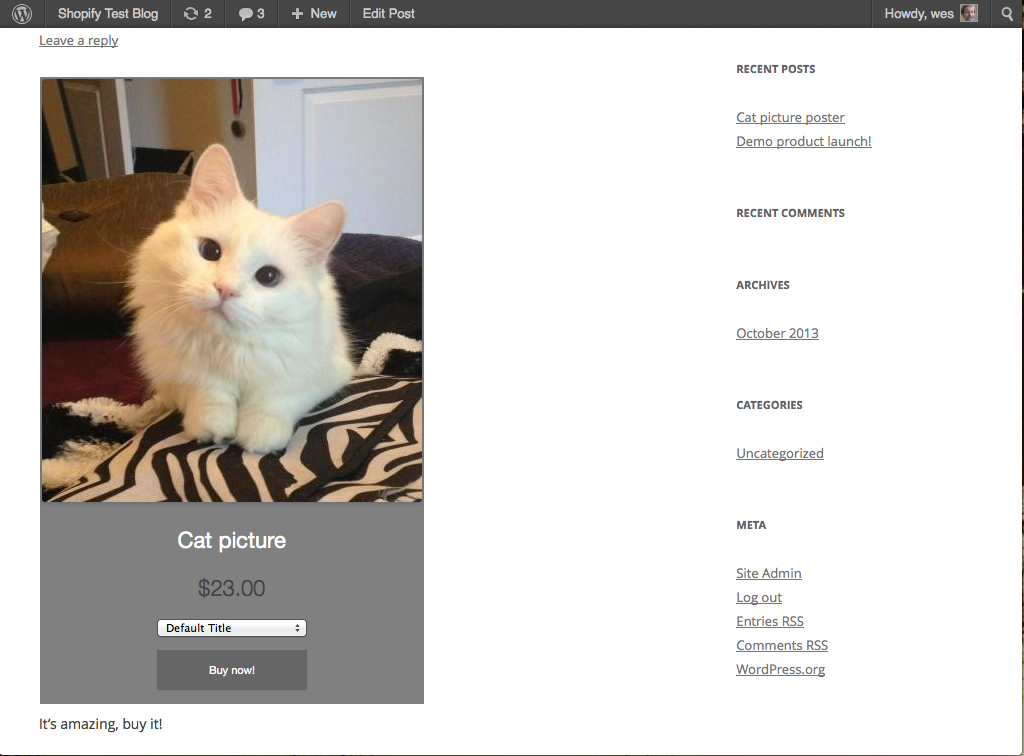 Shopify Test Blog 2 3 New Edit Post Howdy, wes
Leave a reply
Cat picture
$23.00
Default Title
Buy now!
It's amazing, buy it!
RECENT POSTS
Cat picture poster
Demo product launch!
RECENT COMMENTS
ARCHIVES
October 2013
CATEGORIES
Uncategorized
META
Site Admin
Log out
Entries RSS
Comments RSS
WordPress.org